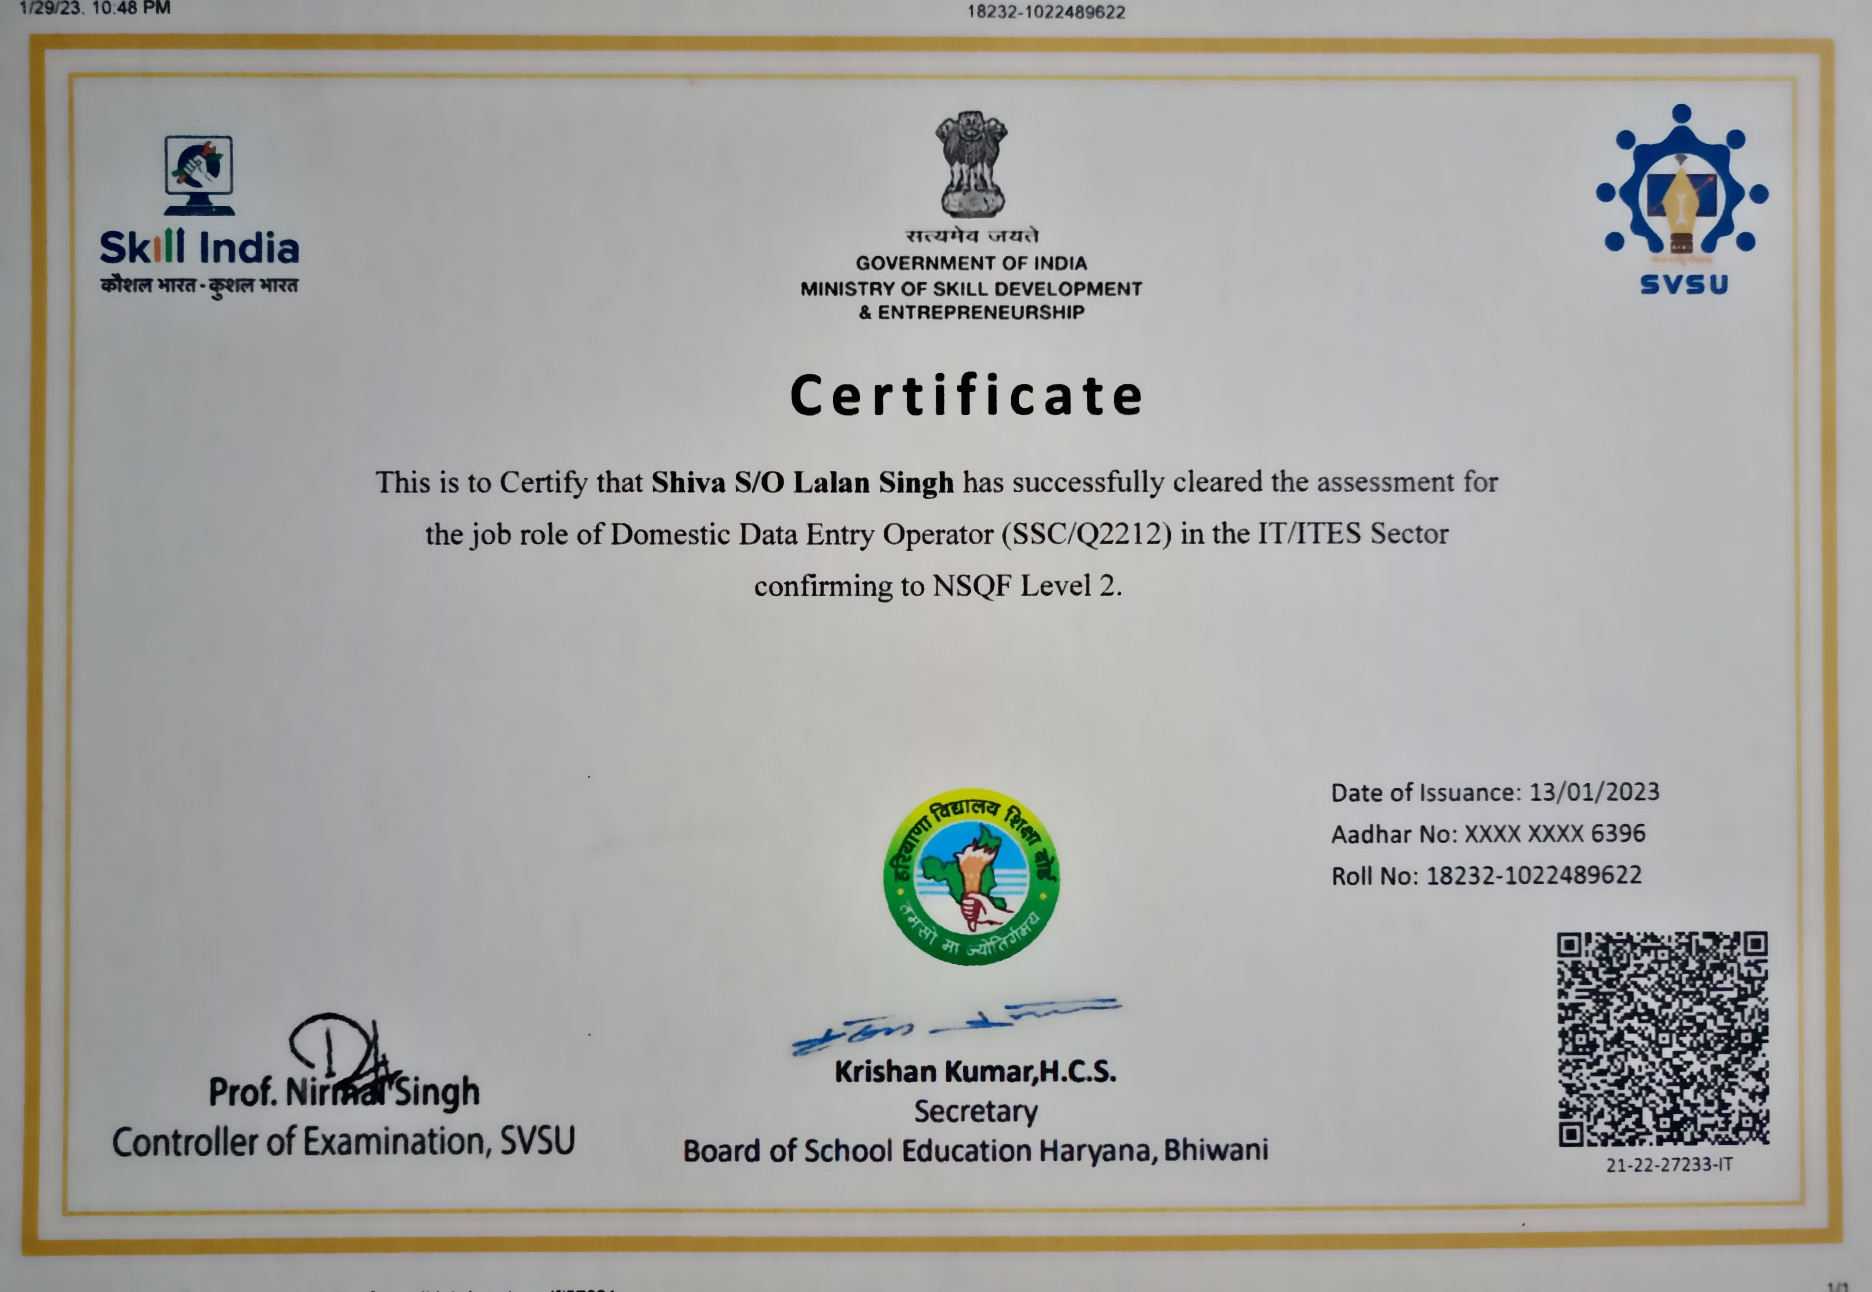 1/29/23, 10:48 PM
18232-1022489622
Skill India
कौशल भारत - कुशल भारत
सत्यमेव जयते
GOVERNMENT OF INDIA
MINISTRY OF SKILL DEVELOPMENT
& ENTREPRENEURSHIP
SVSU
Certificate
This is to Certify that Shiva S/O Lalan Singh has successfully cleared the assessment for
the job role of Domestic Data Entry Operator (SSC/Q2212) in the IT/ITES Sector
confirming to NSQF Level 2.
हरियाणा विद्यालय शिक्षा बोर्ड
तमसो मा ज्योतिर्गमय
Date of Issuance: 13/01/2023
Aadhar No: XXXX XXXX 6396
Roll No: 18232-1022489622
Prof. Nirmal Singh
Controller of Examination, SVSU
Krishan Kumar,H.C.S.
Secretary
Board of School Education Haryana, Bhiwani
21-22-27233-IT
1/1